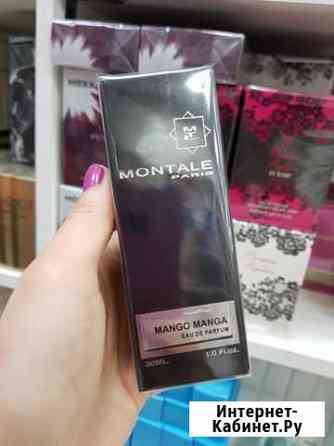 MONTALE
PARIS
MANGO MANGA
EAU DE PARFUM
30ML. 1.0 Fl.oz.
Интернет-
Кабинет.Ру